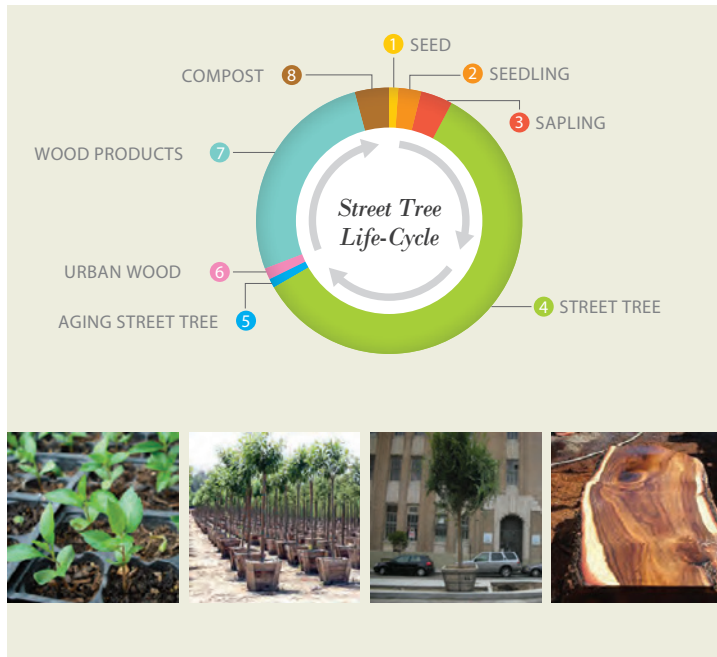 1 SEED
2 SEEDLING
3 SAPLING
4 STREET TREE
5 AGING STREET TREE
6 URBAN WOOD
7 WOOD PRODUCTS
8 COMPOST
Street Tree
Life-Cycle